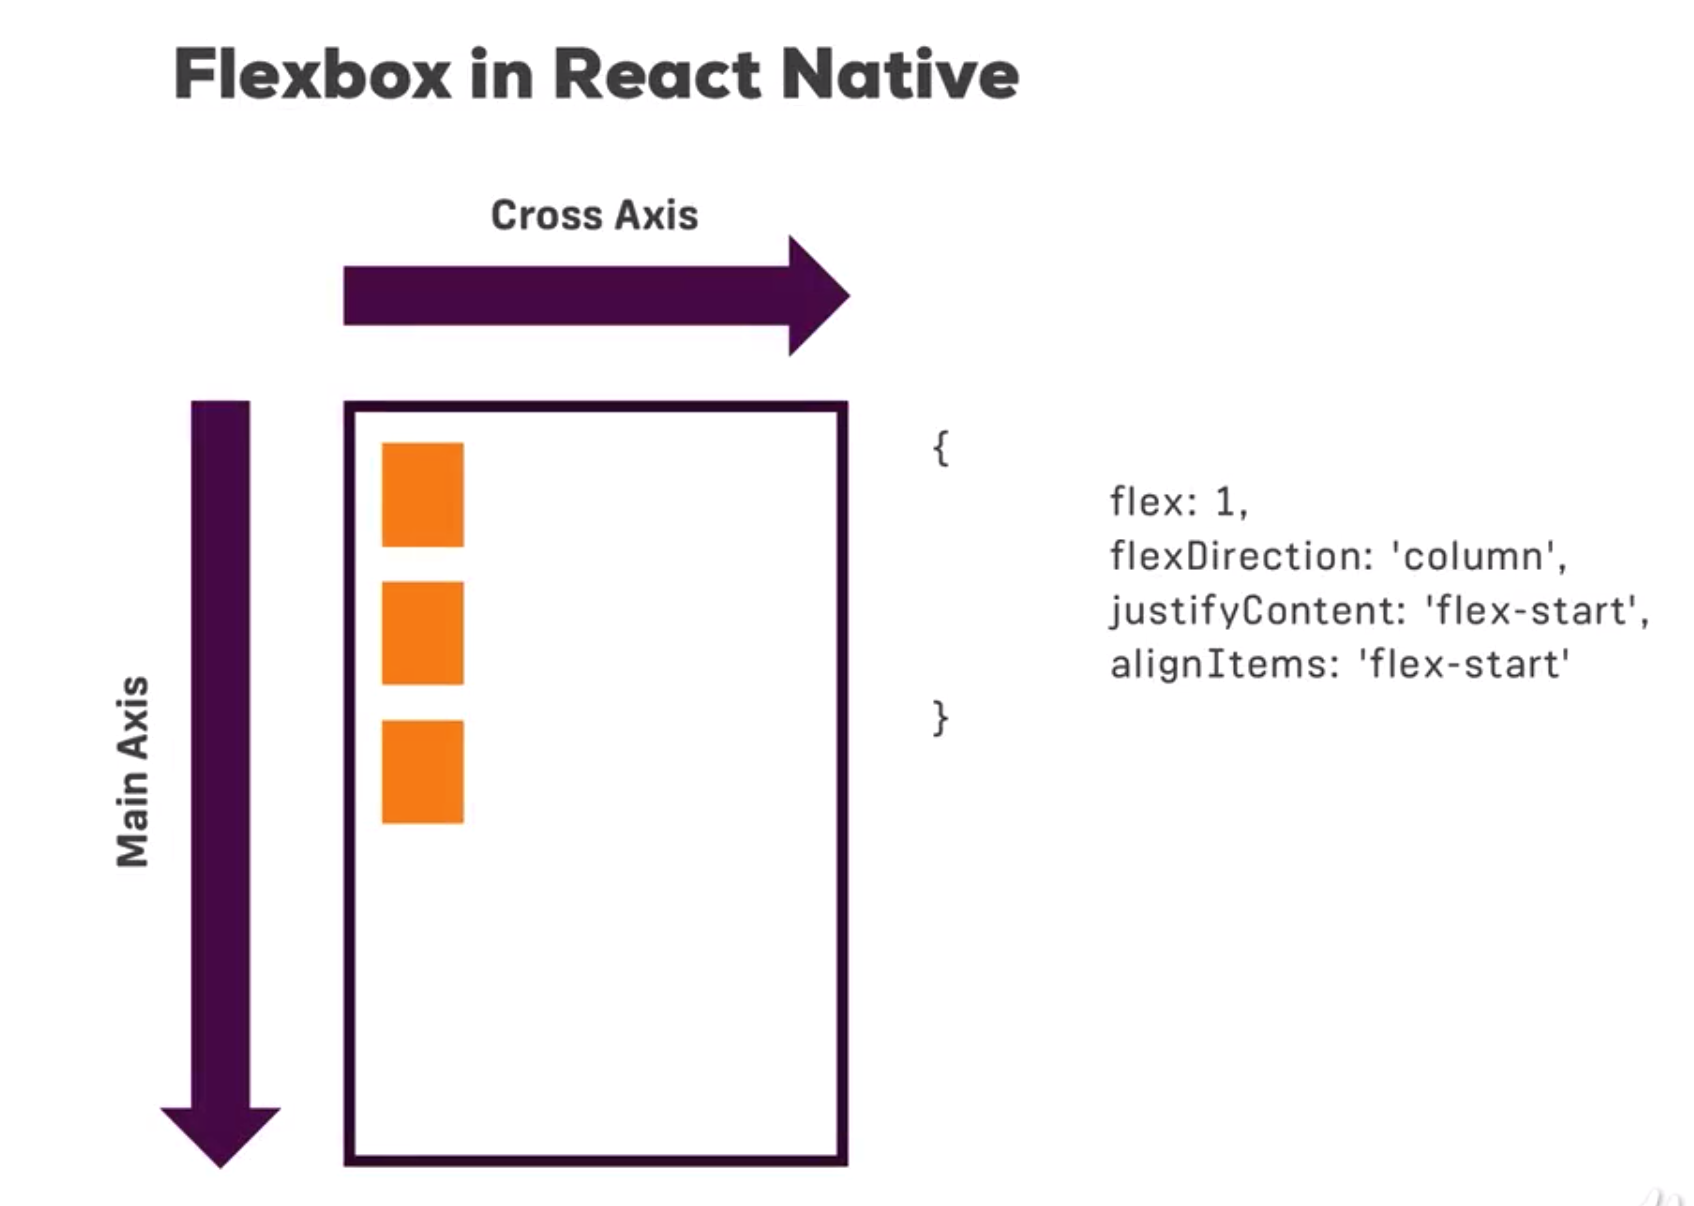 Flexbox in React Native
Cross Axis
Main Axis
{
flex: 1,
flexDirection: 'column',
justifyContent: 'flex-start',
alignItems: 'flex-start'
}